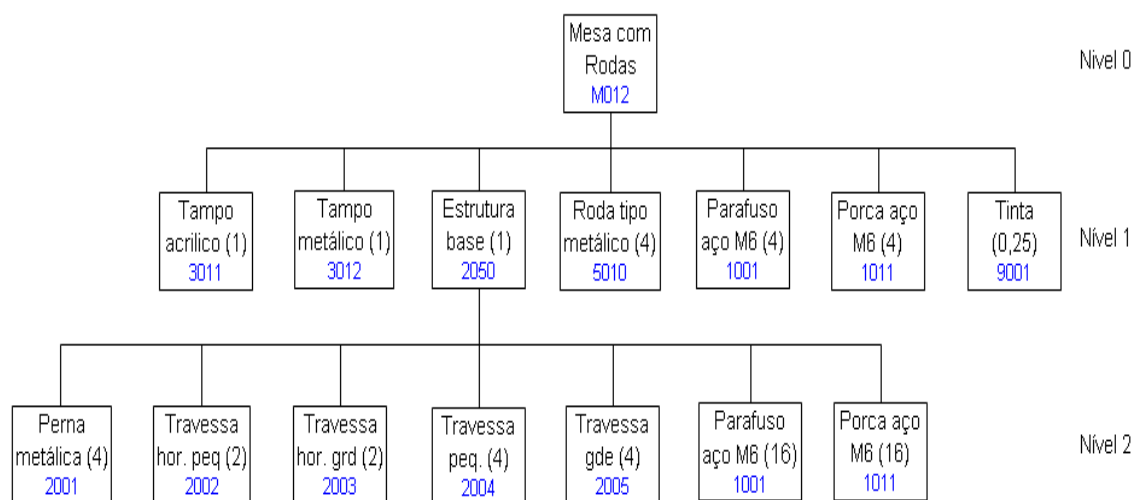 Mesa com
Rodas
M012
Nivel 0
Tampo
acrilico (1)
3011
Tampo
metálico (1)
3012
Estrutura
base (1)
2050
Roda tipo
metálico (4)
5010
Parafuso
aço M6 (4)
1001
Porca aço
M6 (4)
1011
Tinta
(0,25)
9001
Nível 1
Perna
metálica (4)
2001
Travessa
hor. peq (2)
2002
Travessa
hor. grd (2)
2003
Travessa
peq. (4)
2004
Travessa
gde (4)
2005
Parafuso
aço M6 (16)
1001
Porca aço
M6 (16)
1011
Nível 2